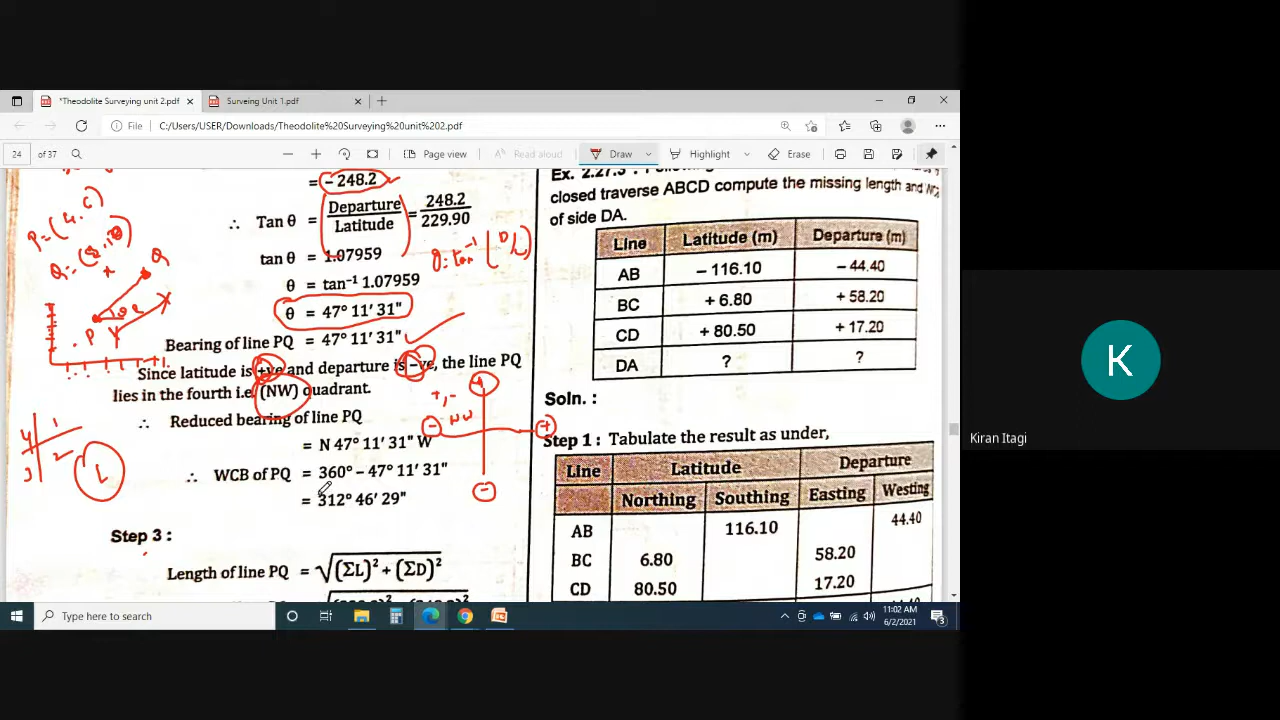 *Theodolite Surveying unit 2.pdf
Surveing Unit 1.pdf
File
C:/Users/USER/Downloads/Theodolite%20Surveying%20unit%202.pdf
24
of 37
Page view
Read aloud
Draw
Highlight
Erase
= - 248.2
∴ Tan θ = Departure / Latitude = 248.2 / 229.90
tan θ = 1.07959
θ = tan⁻¹ 1.07959
θ = 47° 11′ 31"
Bearing of line PQ = 47° 11′ 31"
Since latitude is +ve and departure is -ve, the line PQ
lies in the fourth i.e. (NW) quadrant.
∴ Reduced bearing of line PQ
= N 47° 11′ 31" W
∴ WCB of PQ = 360° – 47° 11′ 31"
= 312° 46′ 29"
Step 3 :
Length of line PQ = √(ΣL)² + (ΣD)²
θ = tan⁻¹ (D/L)
Q
P
+, -
NW
+
-
+
-
y 1
2
3
L
closed traverse ABCD compute the missing length and
of side DA.
Line Latitude (m) Departure (m)
AB – 116.10 – 44.40
BC + 6.80 + 58.20
CD + 80.50 + 17.20
DA ? ?
Soln. :
Step 1 : Tabulate the result as under,
Line Latitude Departure
Northing Southing Easting Westing
AB 116.10 44.40
BC 6.80 58.20
CD 80.50 17.20
K
Kiran Itagi
Type here to search
11:02 AM
6/2/2021
3